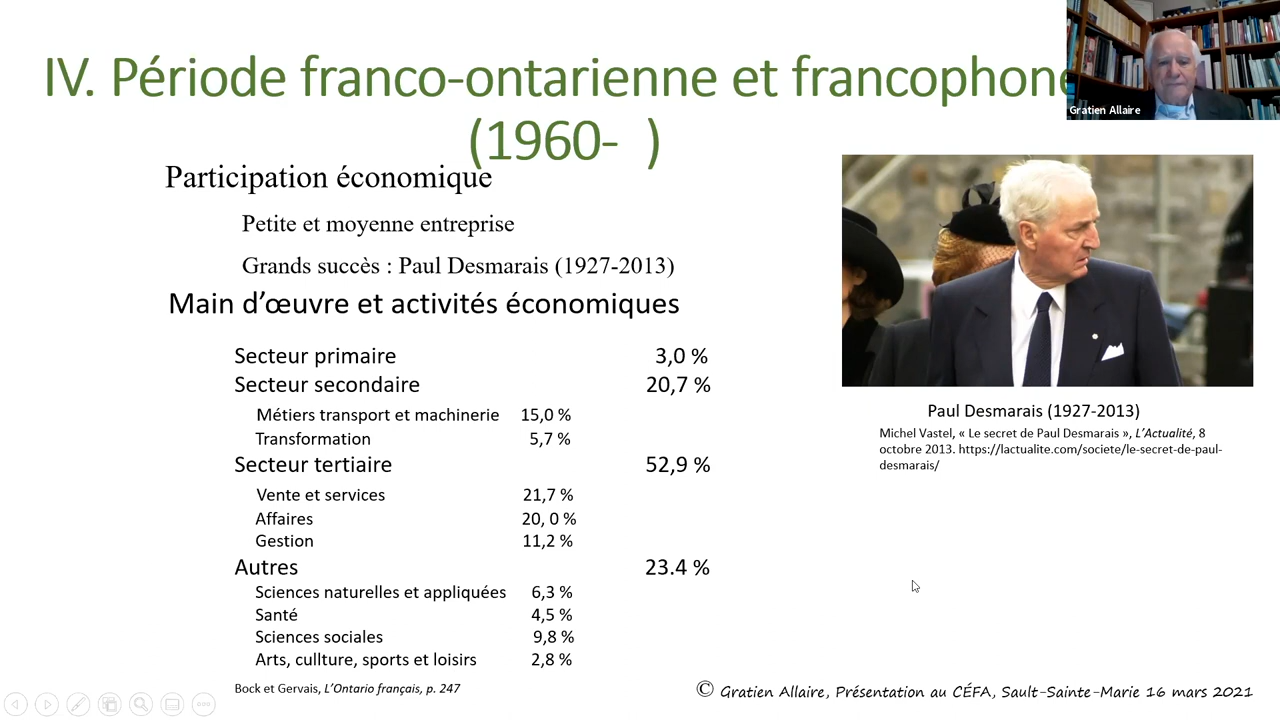 IV. Période franco-ontarienne et francophone
(1960- )
Gratien Allaire
Participation économique
Petite et moyenne entreprise
Grands succès : Paul Desmarais (1927-2013)
Main d’œuvre et activités économiques
Secteur primaire 3,0 %
Secteur secondaire 20,7 %
Métiers transport et machinerie 15,0 %
Transformation 5,7 %
Secteur tertiaire 52,9 %
Vente et services 21,7 %
Affaires 20, 0 %
Gestion 11,2 %
Autres 23.4 %
Sciences naturelles et appliquées 6,3 %
Santé 4,5 %
Sciences sociales 9,8 %
Arts, culture, sports et loisirs 2,8 %
Bock et Gervais, L’Ontario français, p. 247
Paul Desmarais (1927-2013)
Michel Vastel, « Le secret de Paul Desmarais », L’Actualité, 8
octobre 2013. https://lactualite.com/societe/le-secret-de-paul-
desmarais/
© Gratien Allaire, Présentation au CÉFA, Sault-Sainte-Marie 16 mars 2021